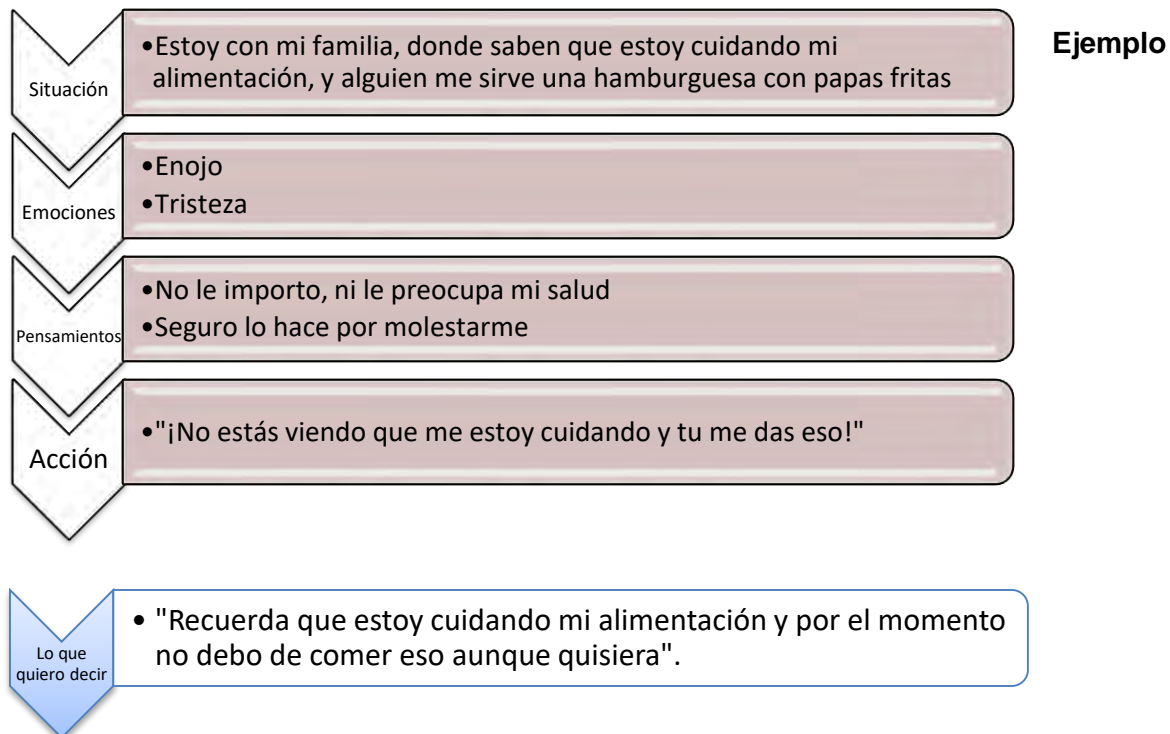 Ejemplo
Situación
•Estoy con mi familia, donde saben que estoy cuidando mi
alimentación, y alguien me sirve una hamburguesa con papas fritas
Emociones
•Enojo
•Tristeza
Pensamientos
•No le importo, ni le preocupa mi salud
•Seguro lo hace por molestarme
Acción
•"¡No estás viendo que me estoy cuidando y tu me das eso!"
Lo que
quiero decir
• "Recuerda que estoy cuidando mi alimentación y por el momento
no debo de comer eso aunque quisiera".